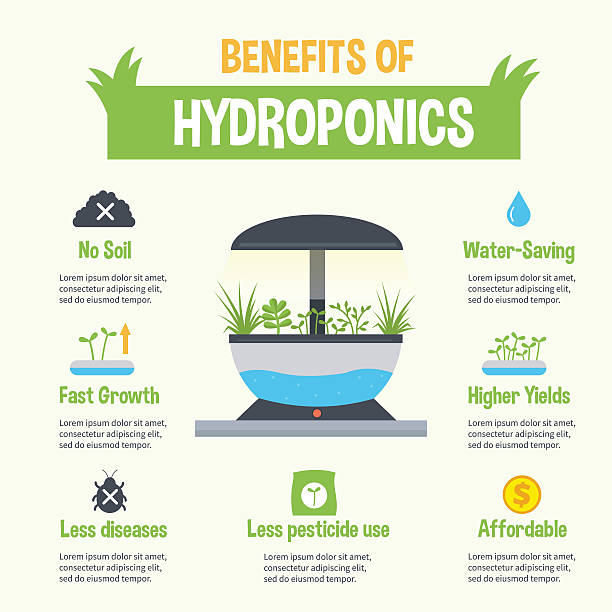 BENEFITS OF
HYDROPONICS
No Soil
Lorem ipsum dolor sit amet,
consectetur adipiscing elit,
sed do eiusmod tempor.
Water-Saving
Lorem ipsum dolor sit amet,
consectetur adipiscing elit,
sed do eiusmod tempor.
Fast Growth
Lorem ipsum dolor sit amet,
consectetur adipiscing elit,
sed do eiusmod tempor.
Higher Yields
Lorem ipsum dolor sit amet,
consectetur adipiscing elit,
sed do eiusmod tempor.
Less diseases
Lorem ipsum dolor sit amet,
consectetur adipiscing elit,
sed do eiusmod tempor.
Less pesticide use
Lorem ipsum dolor sit amet,
consectetur adipiscing elit,
sed do eiusmod tempor.
$
Affordable
Lorem ipsum dolor sit amet,
consectetur adipiscing elit,
sed do eiusmod tempor.